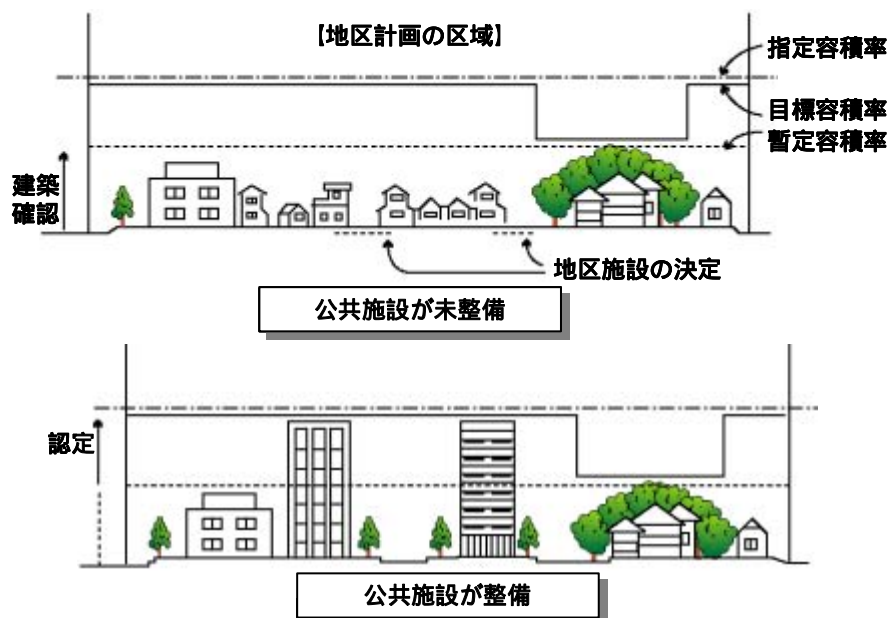 【地区計画の区域】
指定容積率
目標容積率
暫定容積率
建築
確認
地区施設の決定
公共施設が未整備
認定
公共施設が整備